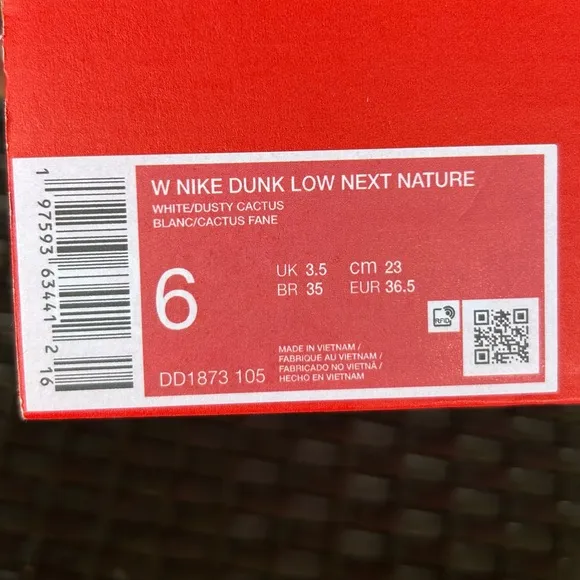 W NIKE DUNK LOW NEXT NATURE
WHITE/DUSTY CACTUS
BLANC/CACTUS FANE
6
UK 3.5 cm 23
BR 35 EUR 36.5
DD1873 105
MADE IN VIETNAM /
FABRIQUE AU VIETNAM /
FABRICADO NO VIETNÃ /
HECHO EN VIETNAM
RFID
1 97593 63441 2 16